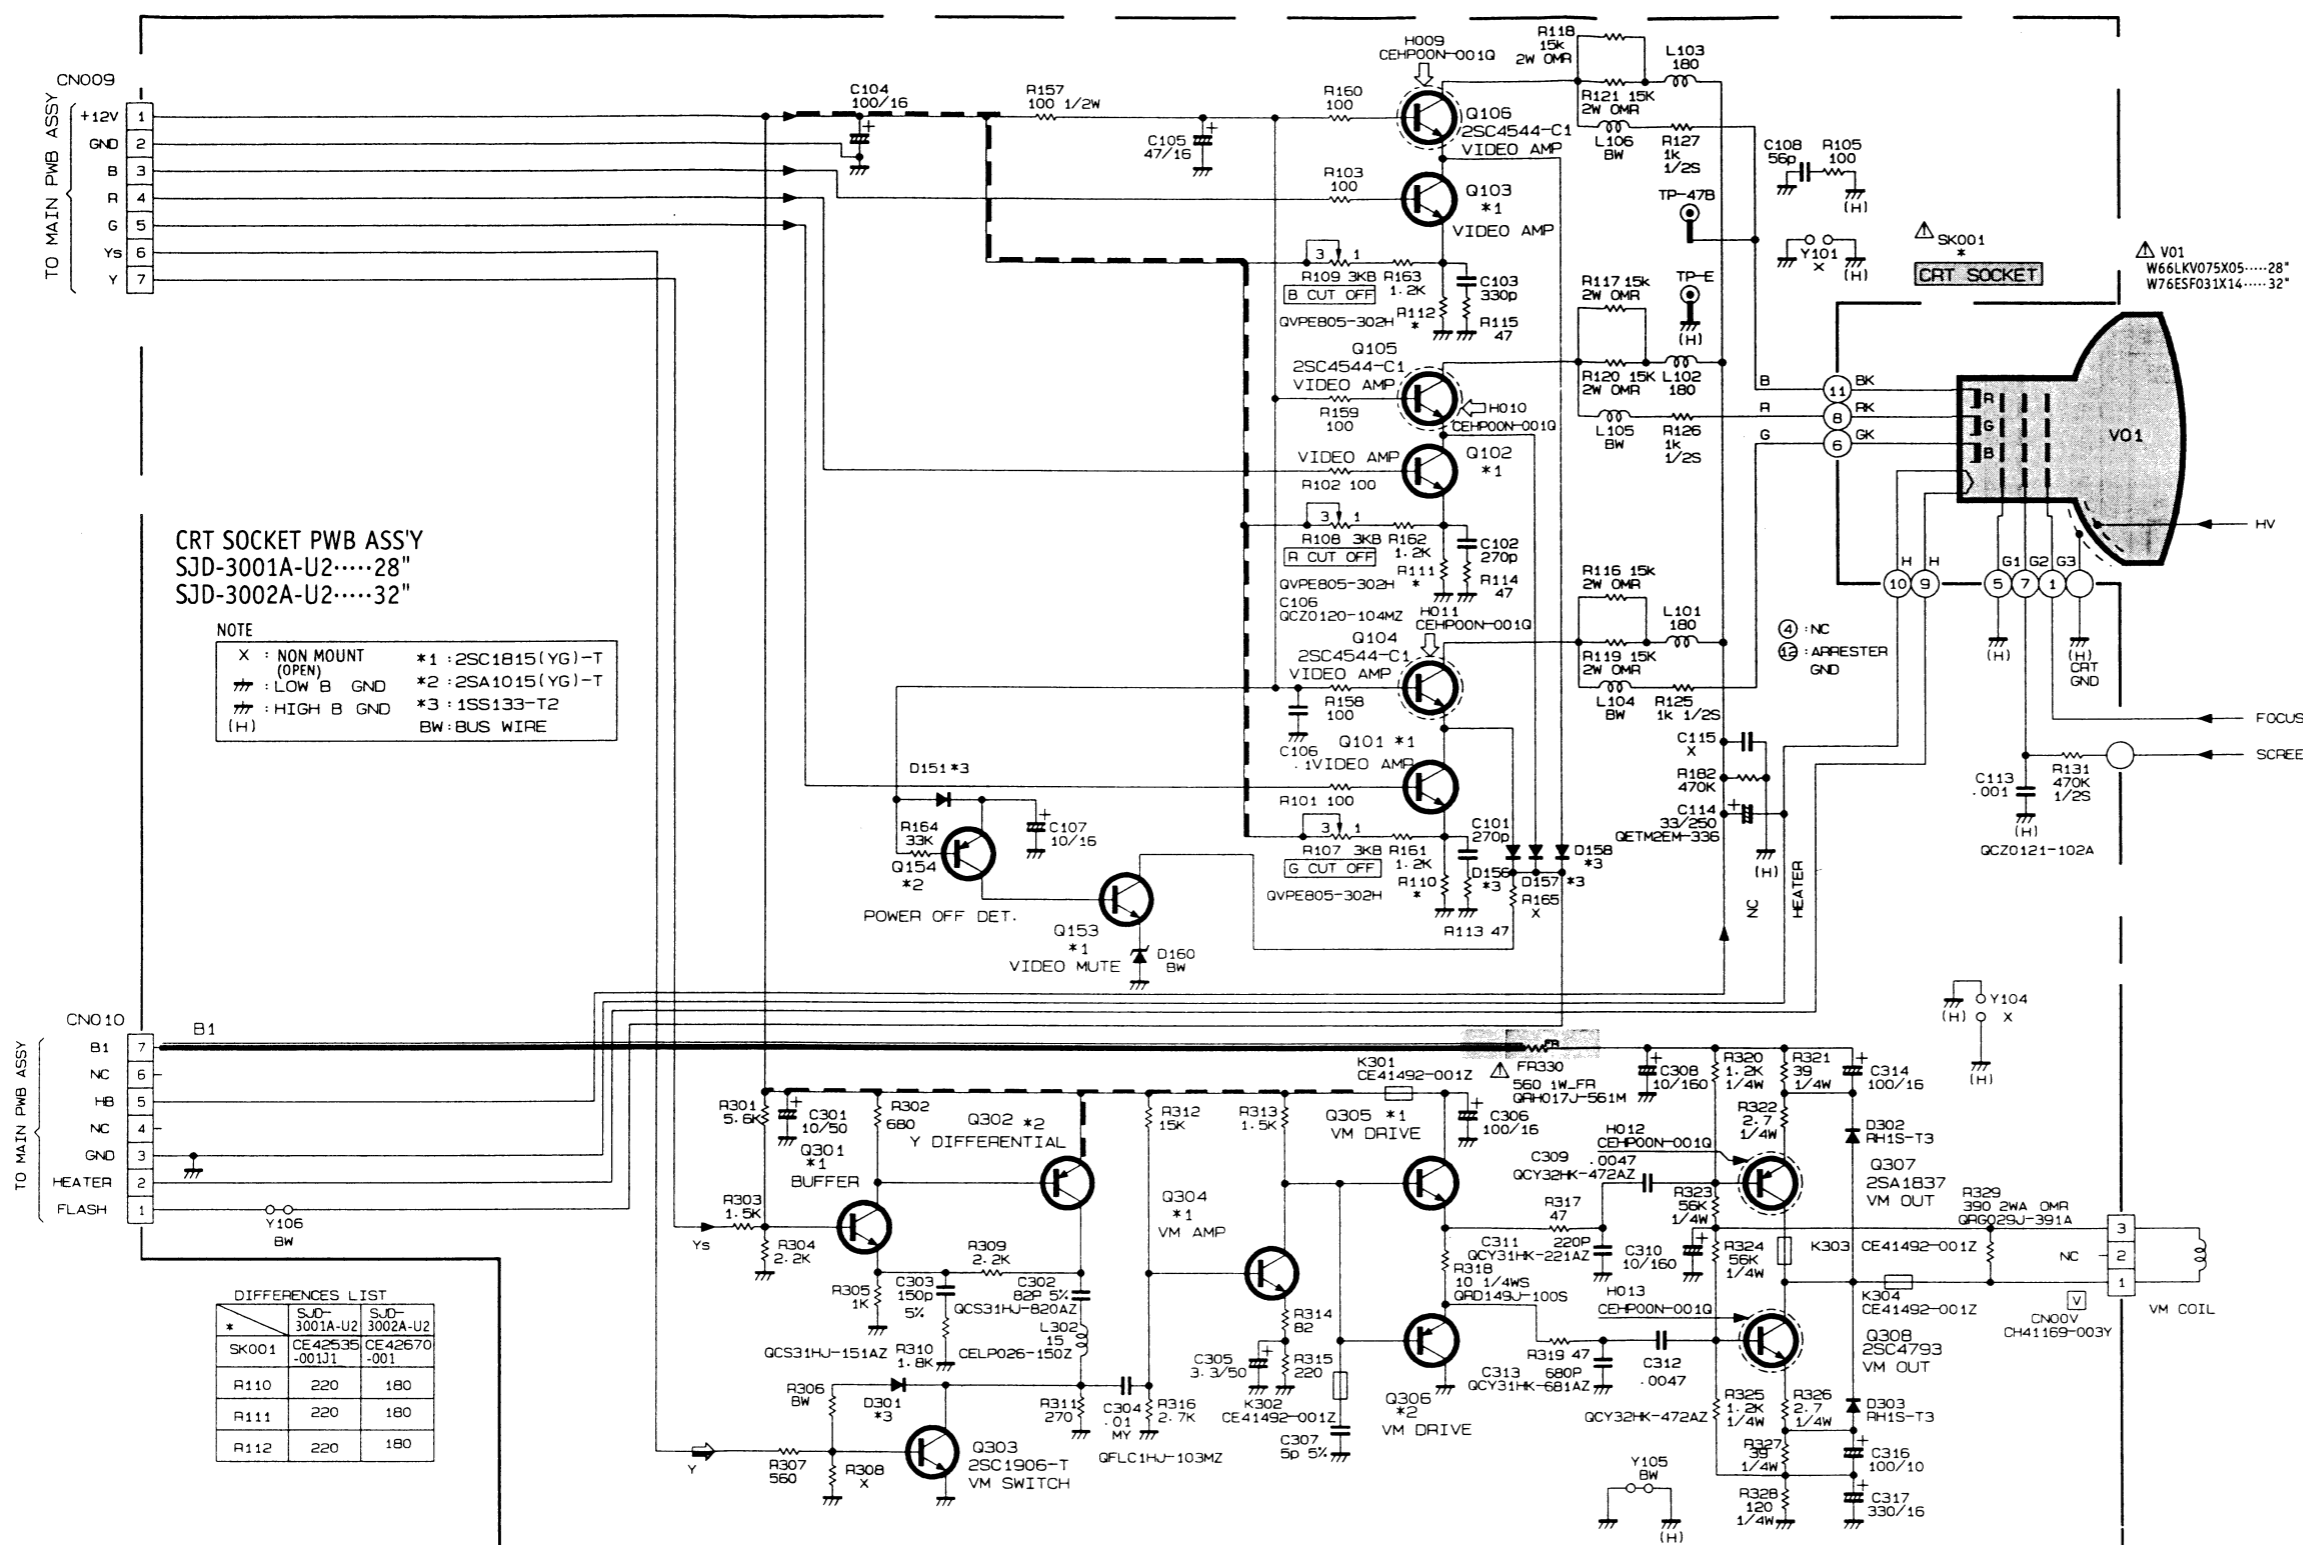 CN009
TO MAIN PWB ASSY
+12V 1
GND 2
B 3
R 4
G 5
Ys 6
Y 7
C104
100/16
R157
100 1/2W
C105
47/16
R160
100
H009
CEHP00N-001Q
Q106
2SC4544-C1
VIDEO AMP
R103
100
Q103
*1
VIDEO AMP
3 1
R109 3KB
B CUT OFF
QVPE805-302H
R163
1.2K
R112
*
C103
330p
R115
47
R118
15k
2W OMR
L103
180
R121 15K
2W OMR
L106
BW
R127
1k
1/2S
TP-47B
TP-E
(H)
C108
56p
R105
100
(H)
Y101
X
(H)
SK001
*
CRT SOCKET
V01
W66LKV075X05·····28"
W76ESF031X14·····32"
Q105
2SC4544-C1
VIDEO AMP
R159
100
H010
CEHP00N-001Q
VIDEO AMP
Q102
*1
R102 100
3 1
R108 3KB
R CUT OFF
QVPE805-302H
R162
1.2K
R111
*
C102
270p
R114
47
R117 15k
2W OMR
R120 15K
2W OMR
L102
180
L105
BW
R126
1k
1/2S
B 11 BK
R 8 RK
G 6 GK
R
G
B
V01
HV
H 10
H 9
5 G1
7 G2
1 G3
(H)
(H)
CRT
GND
FOCUS
SCREE
R131
470K
1/2S
C113
.001
(H)
QCZ0121-102A
4 : NC
12 : ARRESTER
GND
CRT SOCKET PWB ASS'Y
SJD-3001A-U2·····28"
SJD-3002A-U2·····32"
NOTE
X : NON MOUNT
(OPEN)
: LOW B GND
: HIGH B GND
(H)
*1 : 2SC1815(YG)-T
*2 : 2SA1015(YG)-T
*3 : 1SS133-T2
BW : BUS WIRE
C106
QCZ0120-104MZ
H011
CEHP00N-001Q
Q104
2SC4544-C1
VIDEO AMP
R158
100
C106
.1
Q101 *1
VIDEO AMP
R101 100
3 1
R107 3KB
G CUT OFF
QVPE805-302H
R161
1.2K
R110
*
C101
270p
R113 47
D156
*3
D157
*3
D158
*3
R165
X
R116 15k
2W OMR
R119 15K
2W OMR
L101
180
L104
BW
R125
1k 1/2S
C115
X
R182
470K
C114
33/250
QETM2EM-336
(H)
NC
HEATER
D151 *3
R164
33K
Q154
*2
C107
10/16
POWER OFF DET.
Q153
*1
VIDEO MUTE
D160
BW
CN010
TO MAIN PWB ASSY
B1
B1 7
NC 6
HB 5
NC 4
GND 3
HEATER 2
FLASH 1
Y106
BW
DIFFERENCES LIST
* SJD-3001A-U2 SJD-3002A-U2
SK001 CE42535-001J1 CE42670-001
R110 220 180
R111 220 180
R112 220 180
R301
5.6K
C301
10/50
R302
680
Q301
*1
BUFFER
Q302 *2
Y DIFFERENTIAL
R303
1.5K
Ys
R304
2.2K
R305
1K
C303
150p
5%
QCS31HJ-151AZ
R309
2.2K
C302
82P 5%
QCS31HJ-820AZ
R310
1.8K
L302
15
CELP026-150Z
R306
BW
D301
*3
R311
270
C304
.01
MY
QFLC1HJ-103MZ
Y
R307
560
R308
X
Q303
2SC1906-T
VM SWITCH
R312
15K
R316
2.7K
Q304
*1
VM AMP
R313
1.5K
R314
82
C305
3.3/50
R315
220
K302
CE41492-001Z
C307
5p 5%
K301
CE41492-001Z
Q305 *1
VM DRIVE
C306
100/16
Q306
*2
VM DRIVE
FR
FR330
560 1W_FR
QRH017J-561M
C308
10/160
R320
1.2K
1/4W
R321
39
1/4W
C314
100/16
R322
2.7
1/4W
D302
RH1S-T3
H012
CEHP00N-001Q
C309
.0047
QCY32HK-472AZ
Q307
2SA1837
VM OUT
R317
47
R323
56K
1/4W
C311
220P
QCY31HK-221AZ
C310
10/160
R324
56K
1/4W
R318
10 1/4WS
QRD149J-100S
H013
CEHP00N-001Q
K303 CE41492-001Z
K304
CE41492-001Z
R329
390 2WA OMR
QRG029J-391A
3
NC 2
1
V
CN00V
CH41169-003Y
VM COIL
Q308
2SC4793
VM OUT
R319 47
C313 680P
QCY31HK-681AZ
C312
.0047
QCY32HK-472AZ
R325
1.2K
1/4W
R326
2.7
1/4W
D303
RH1S-T3
R327
39
1/4W
C316
100/10
R328
120
1/4W
C317
330/16
Y104
X
(H)
(H)
Y105
BW
(H)